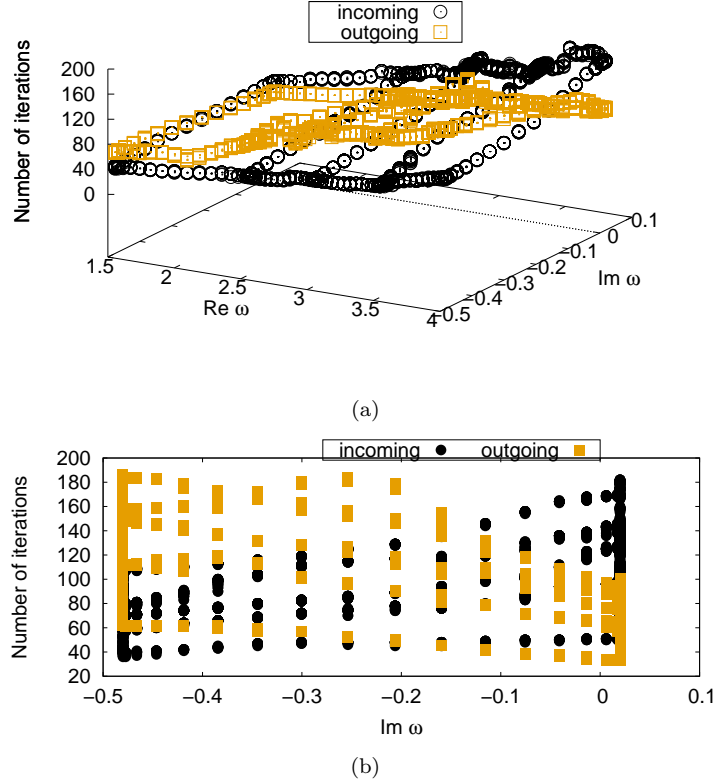 incoming
outgoing
Number of iterations
200
160
120
80
40
0
1.5
2
2.5
3
3.5
4
Re ω
−0.5
−0.4
−0.3
−0.2
−0.1
0
0.1
Im ω
(a)
incoming outgoing
Number of iterations
200
180
160
140
120
100
80
60
40
20
−0.5 −0.4 −0.3 −0.2 −0.1 0 0.1
Im ω
(b)